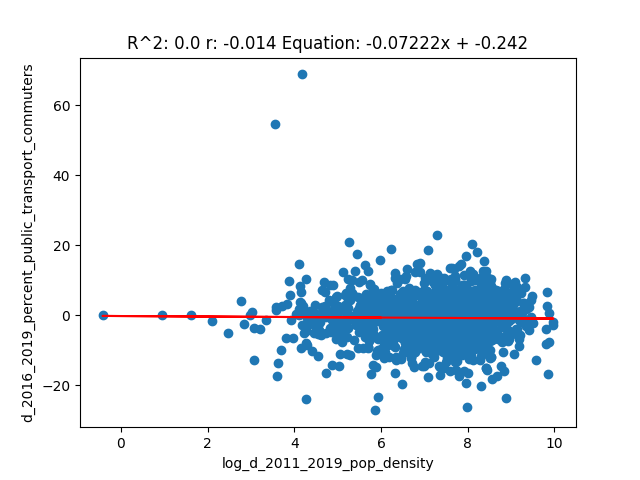 R^2: 0.0 r: -0.014 Equation: -0.07222x + -0.242
d_2016_2019_percent_public_transport_commuters
60
40
20
0
−20
0 2 4 6 8 10
log_d_2011_2019_pop_density